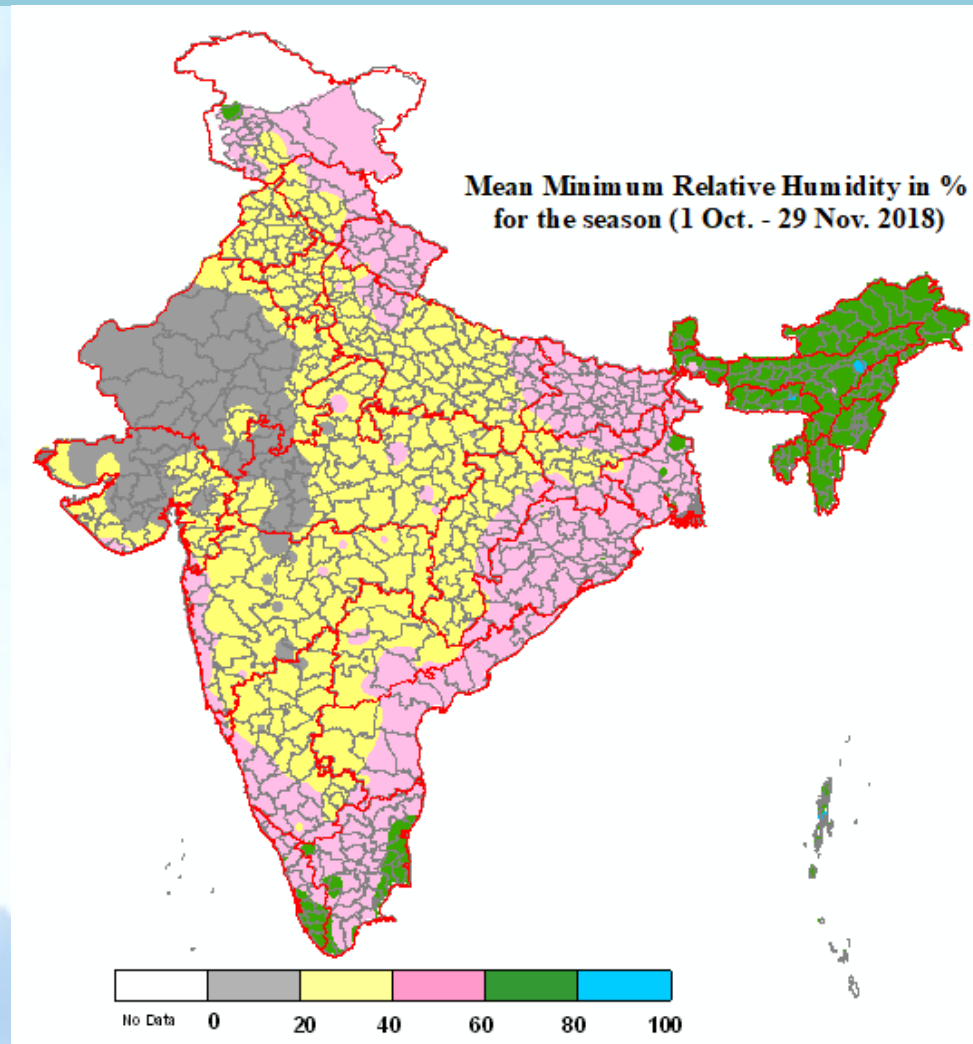 Mean Minimum Relative Humidity in %
for the season (1 Oct. - 29 Nov. 2018)
No Data 0 20 40 60 80 100